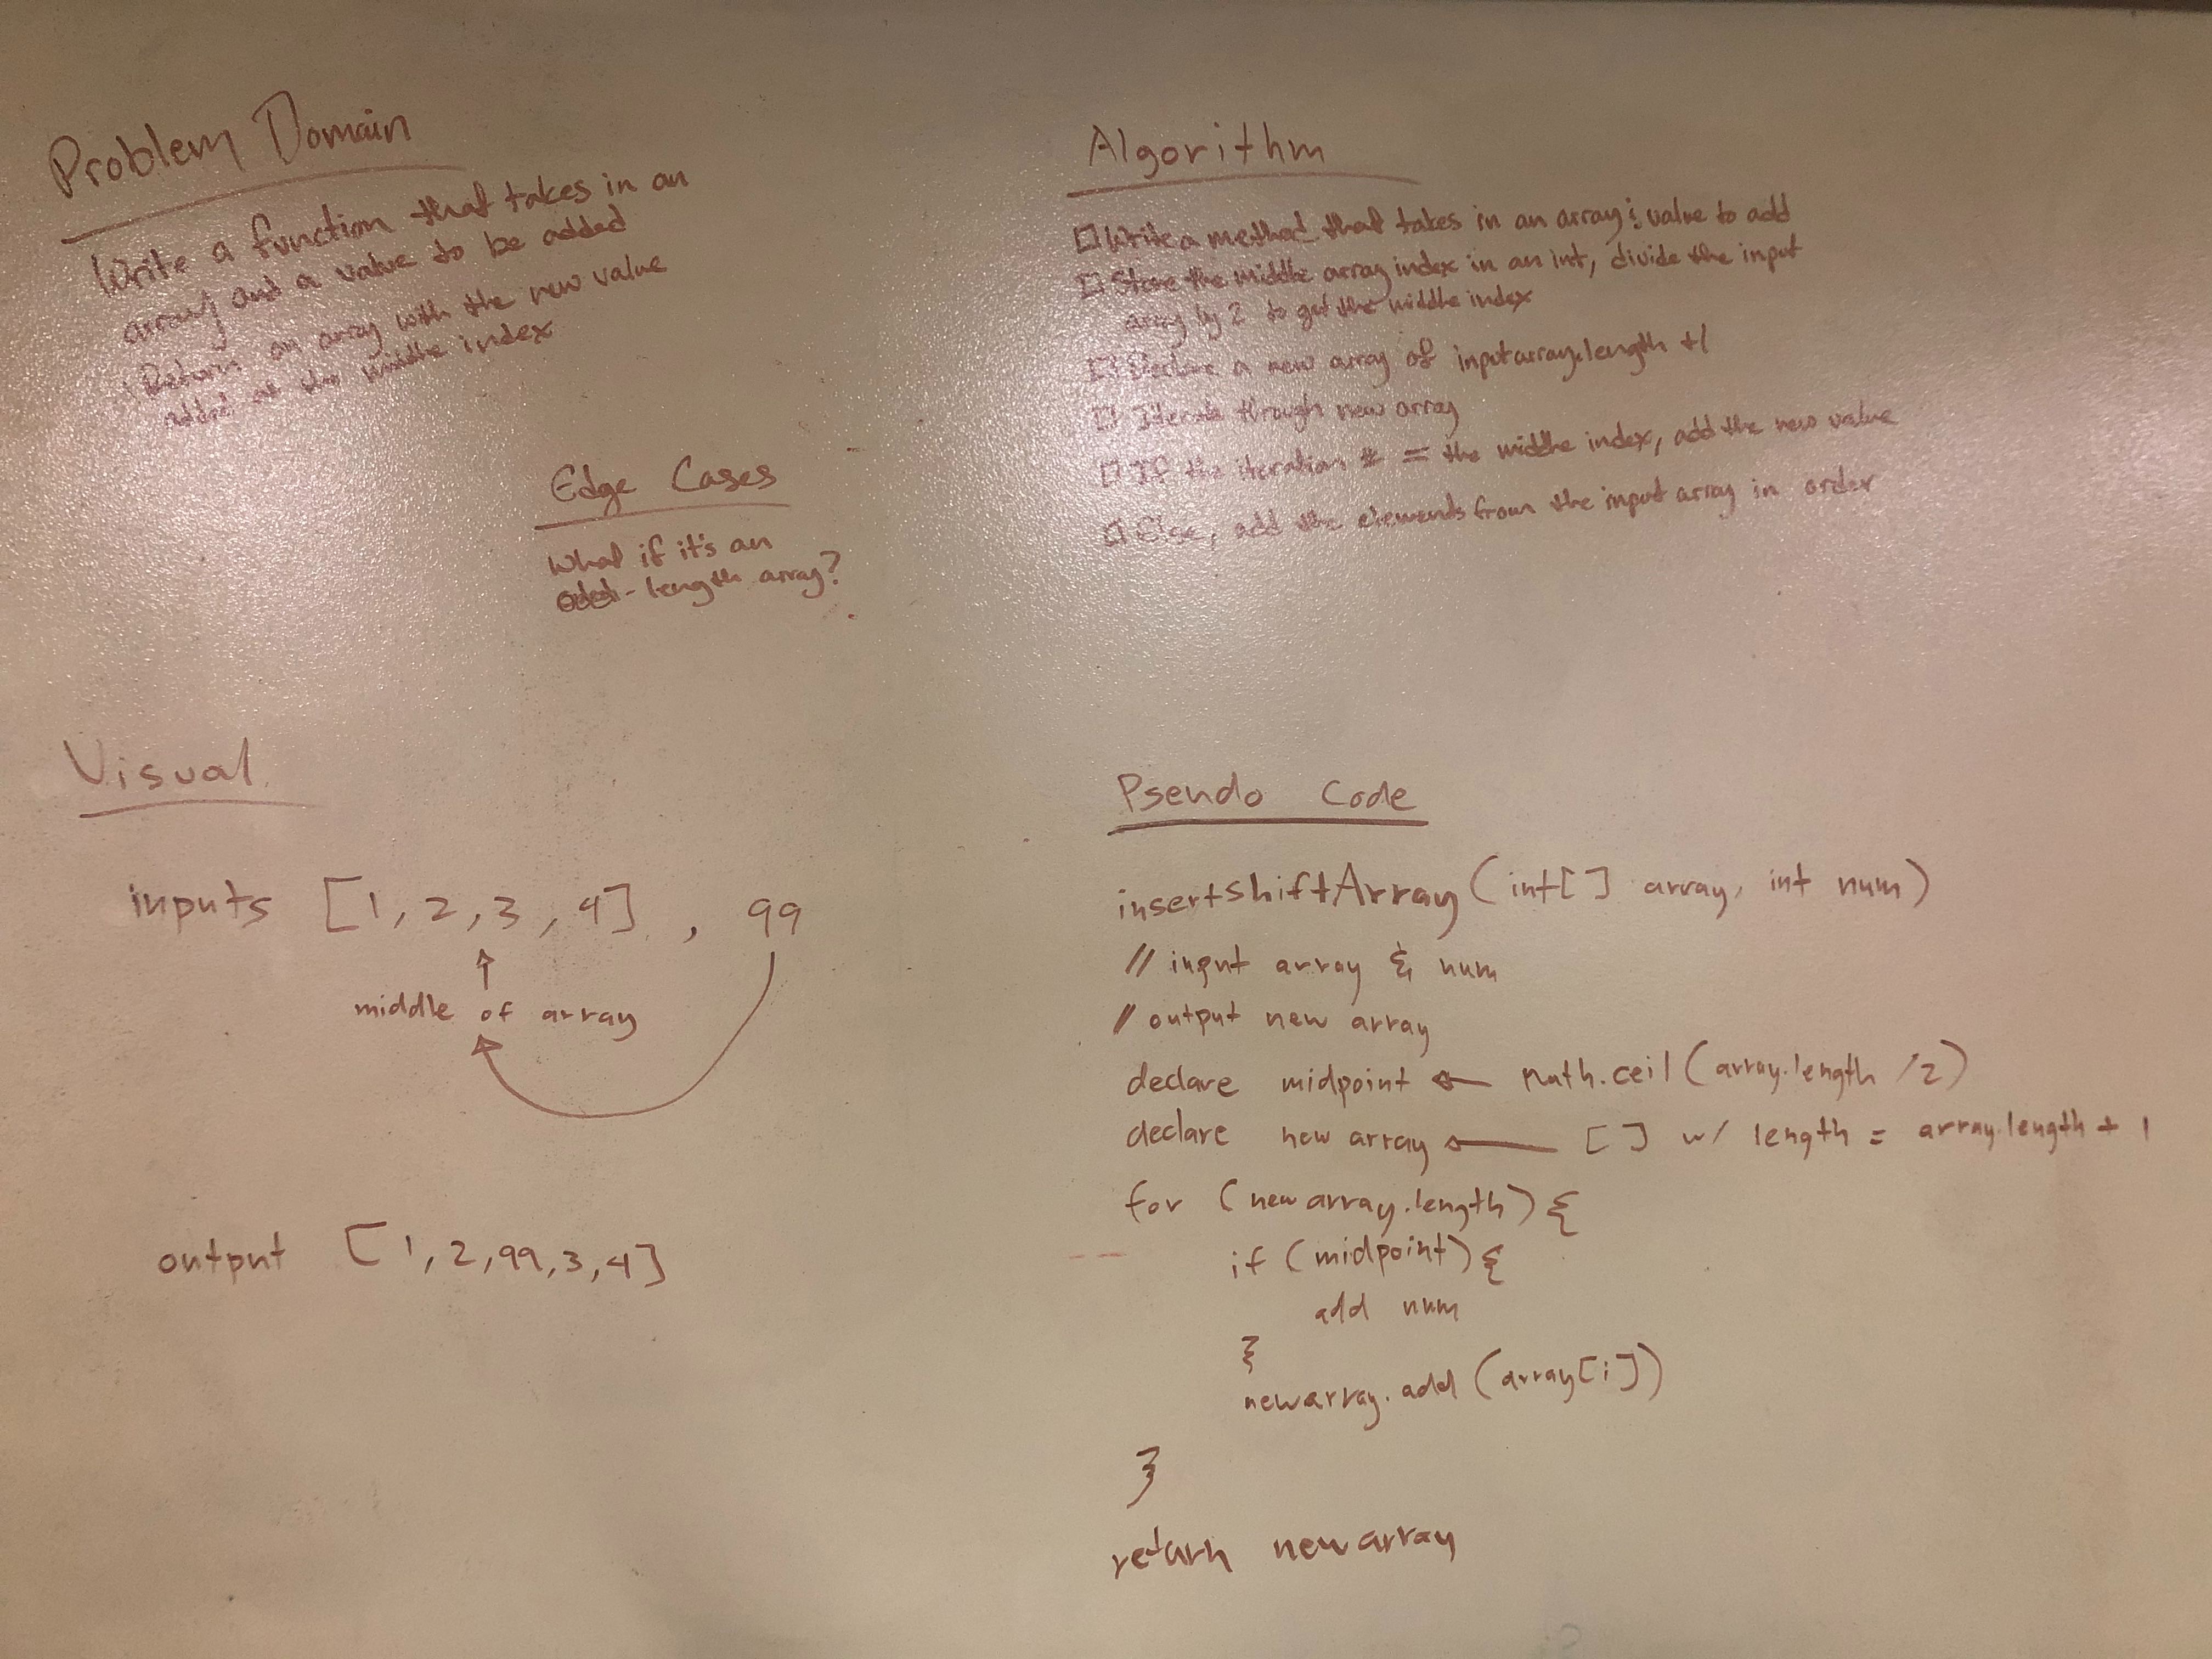 Problem Domain
Write a function that takes in an
array and a value to be added
Return an array with the new value
added at the middle index
Edge Cases
What if it's an
odd-length array?
Visual
inputs [1, 2, 3, 4] , 99
middle of array
output [1, 2, 99, 3, 4]
Algorithm
□ Write a method that takes in an array & value to add
□ Store the middle array index in an int, divide the input
array by 2 to get the middle index
□ Declare a new array of inputarray.length +1
□ Iterate through new array
□ If the iteration # = the middle index, add the new value
□ Else, add the elements from the input array in order
Pseudo Code
insertShiftArray(int[] array, int num)
// input array & num
// output new array
declare midpoint ← Math.ceil(array.length /2)
declare new array ← [] w/ length = array.length + 1
for (newarray.length) {
if (midpoint) {
add num
}
newarray.add(array[i])
}
return newarray